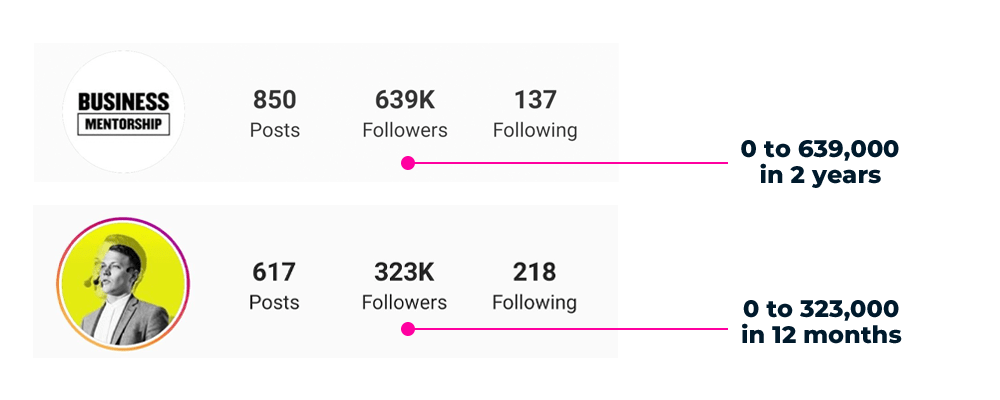 BUSINESS
MENTORSHIP
850 639K 137
Posts Followers Following
0 to 639,000
in 2 years
617 323K 218
Posts Followers Following
0 to 323,000
in 12 months